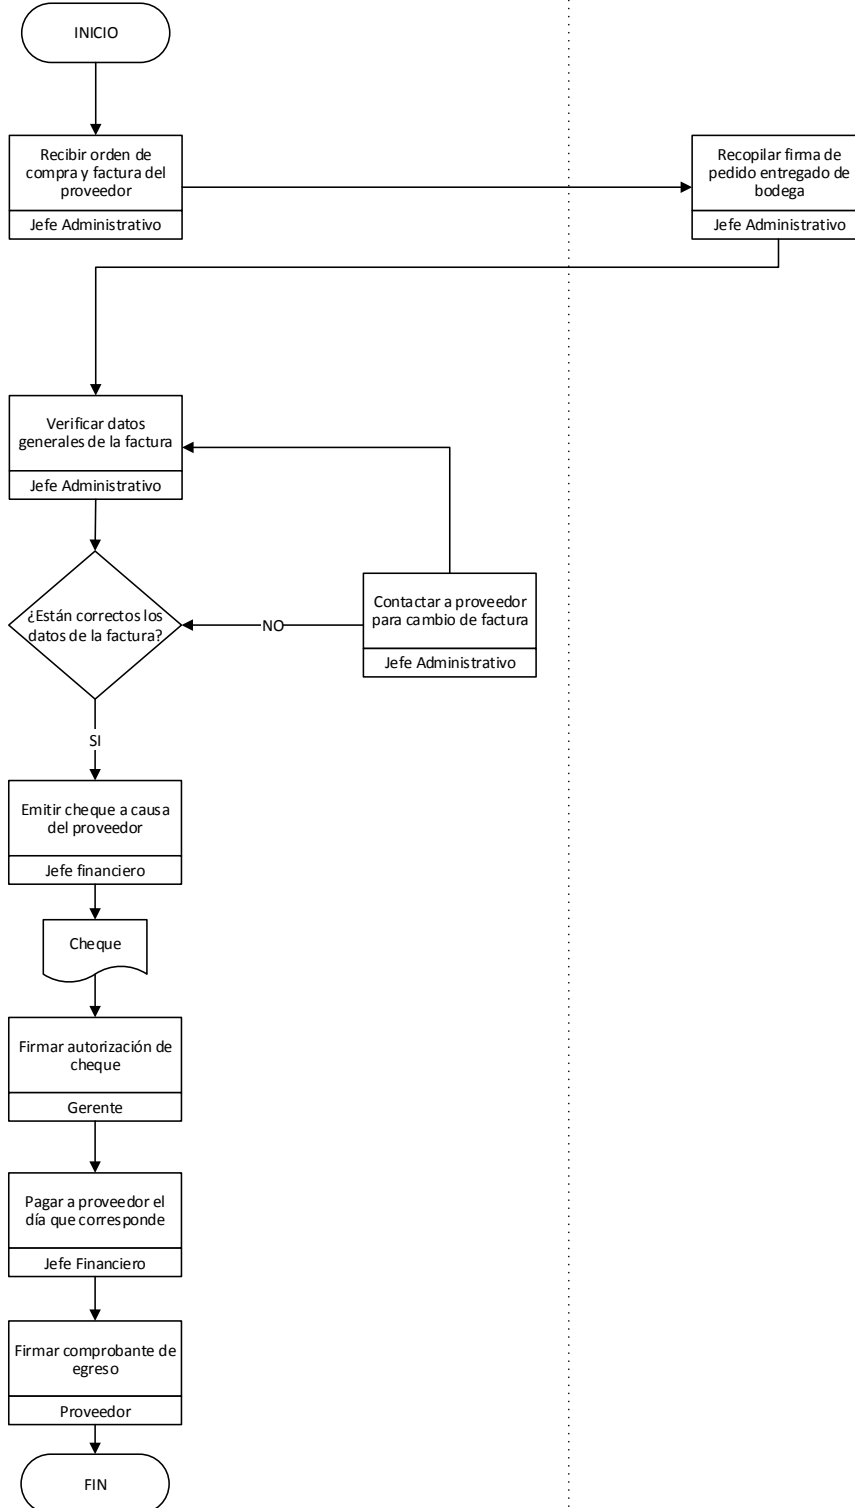 INICIO
Recibir orden de
compra y factura del
proveedor
Jefe Administrativo
Recopilar firma de
pedido entregado de
bodega
Jefe Administrativo
Verificar datos
generales de la factura
Jefe Administrativo
¿Están correctos los
datos de la factura?
NO
Contactar a proveedor
para cambio de factura
Jefe Administrativo
SI
Emitir cheque a causa
del proveedor
Jefe financiero
Cheque
Firmar autorización de
cheque
Gerente
Pagar a proveedor el
día que corresponde
Jefe Financiero
Firmar comprobante de
egreso
Proveedor
FIN